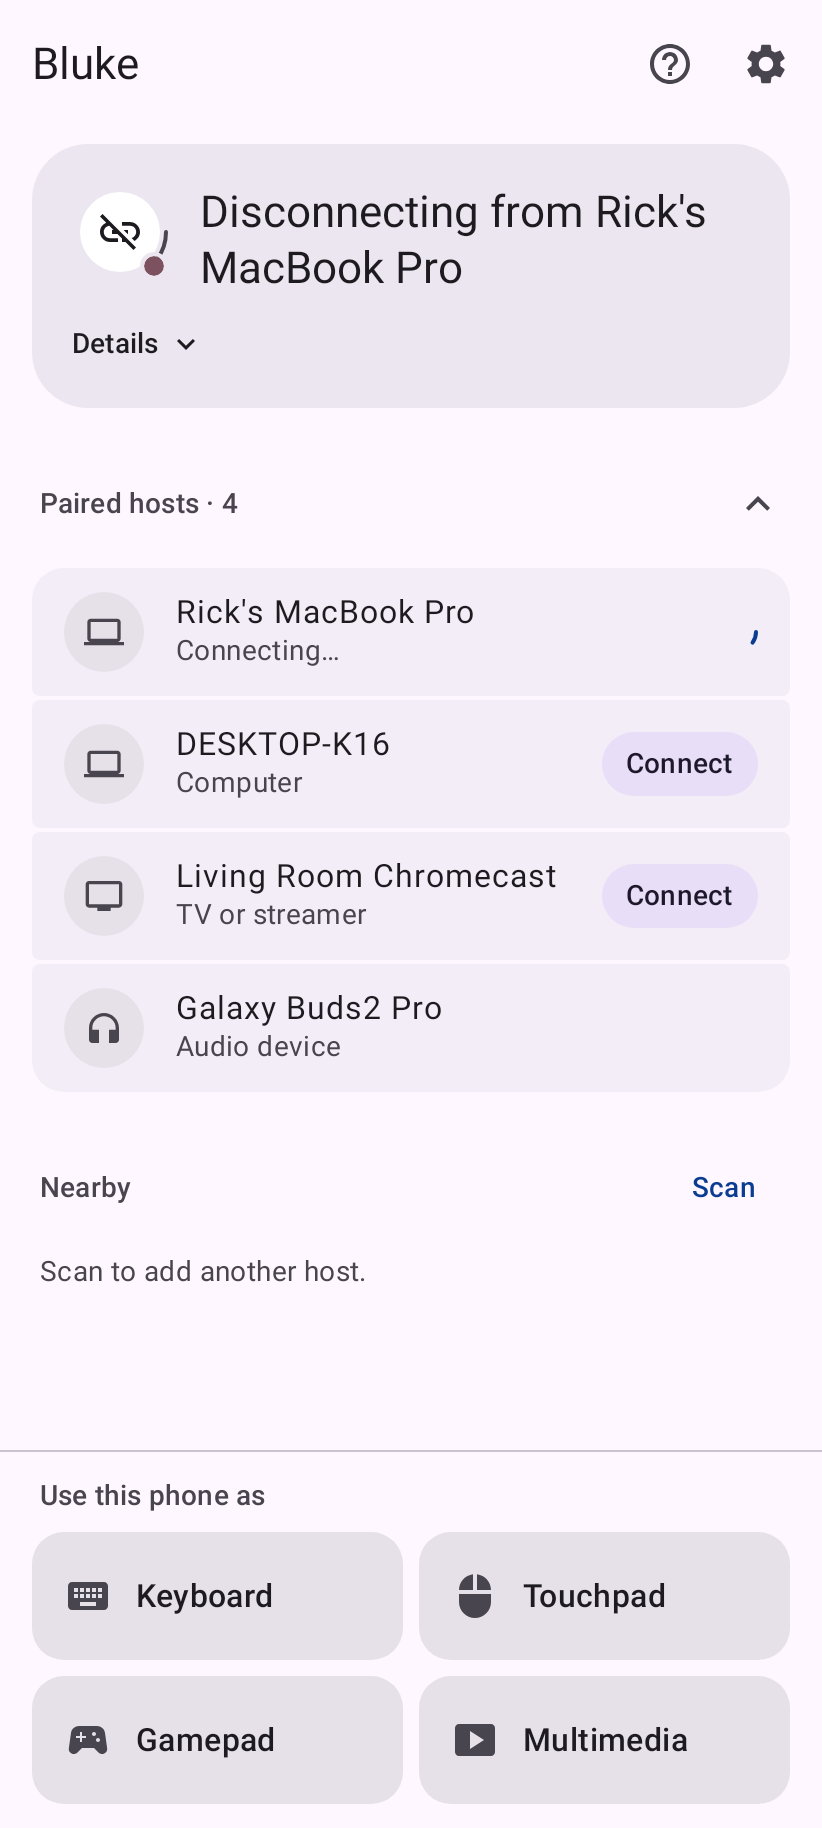 Bluke
Disconnecting from Rick's
MacBook Pro
Details
Paired hosts · 4
Rick's MacBook Pro
Connecting…
DESKTOP-K16
Computer
Connect
Living Room Chromecast
TV or streamer
Connect
Galaxy Buds2 Pro
Audio device
Nearby
Scan
Scan to add another host.
Use this phone as
Keyboard
Touchpad
Gamepad
Multimedia